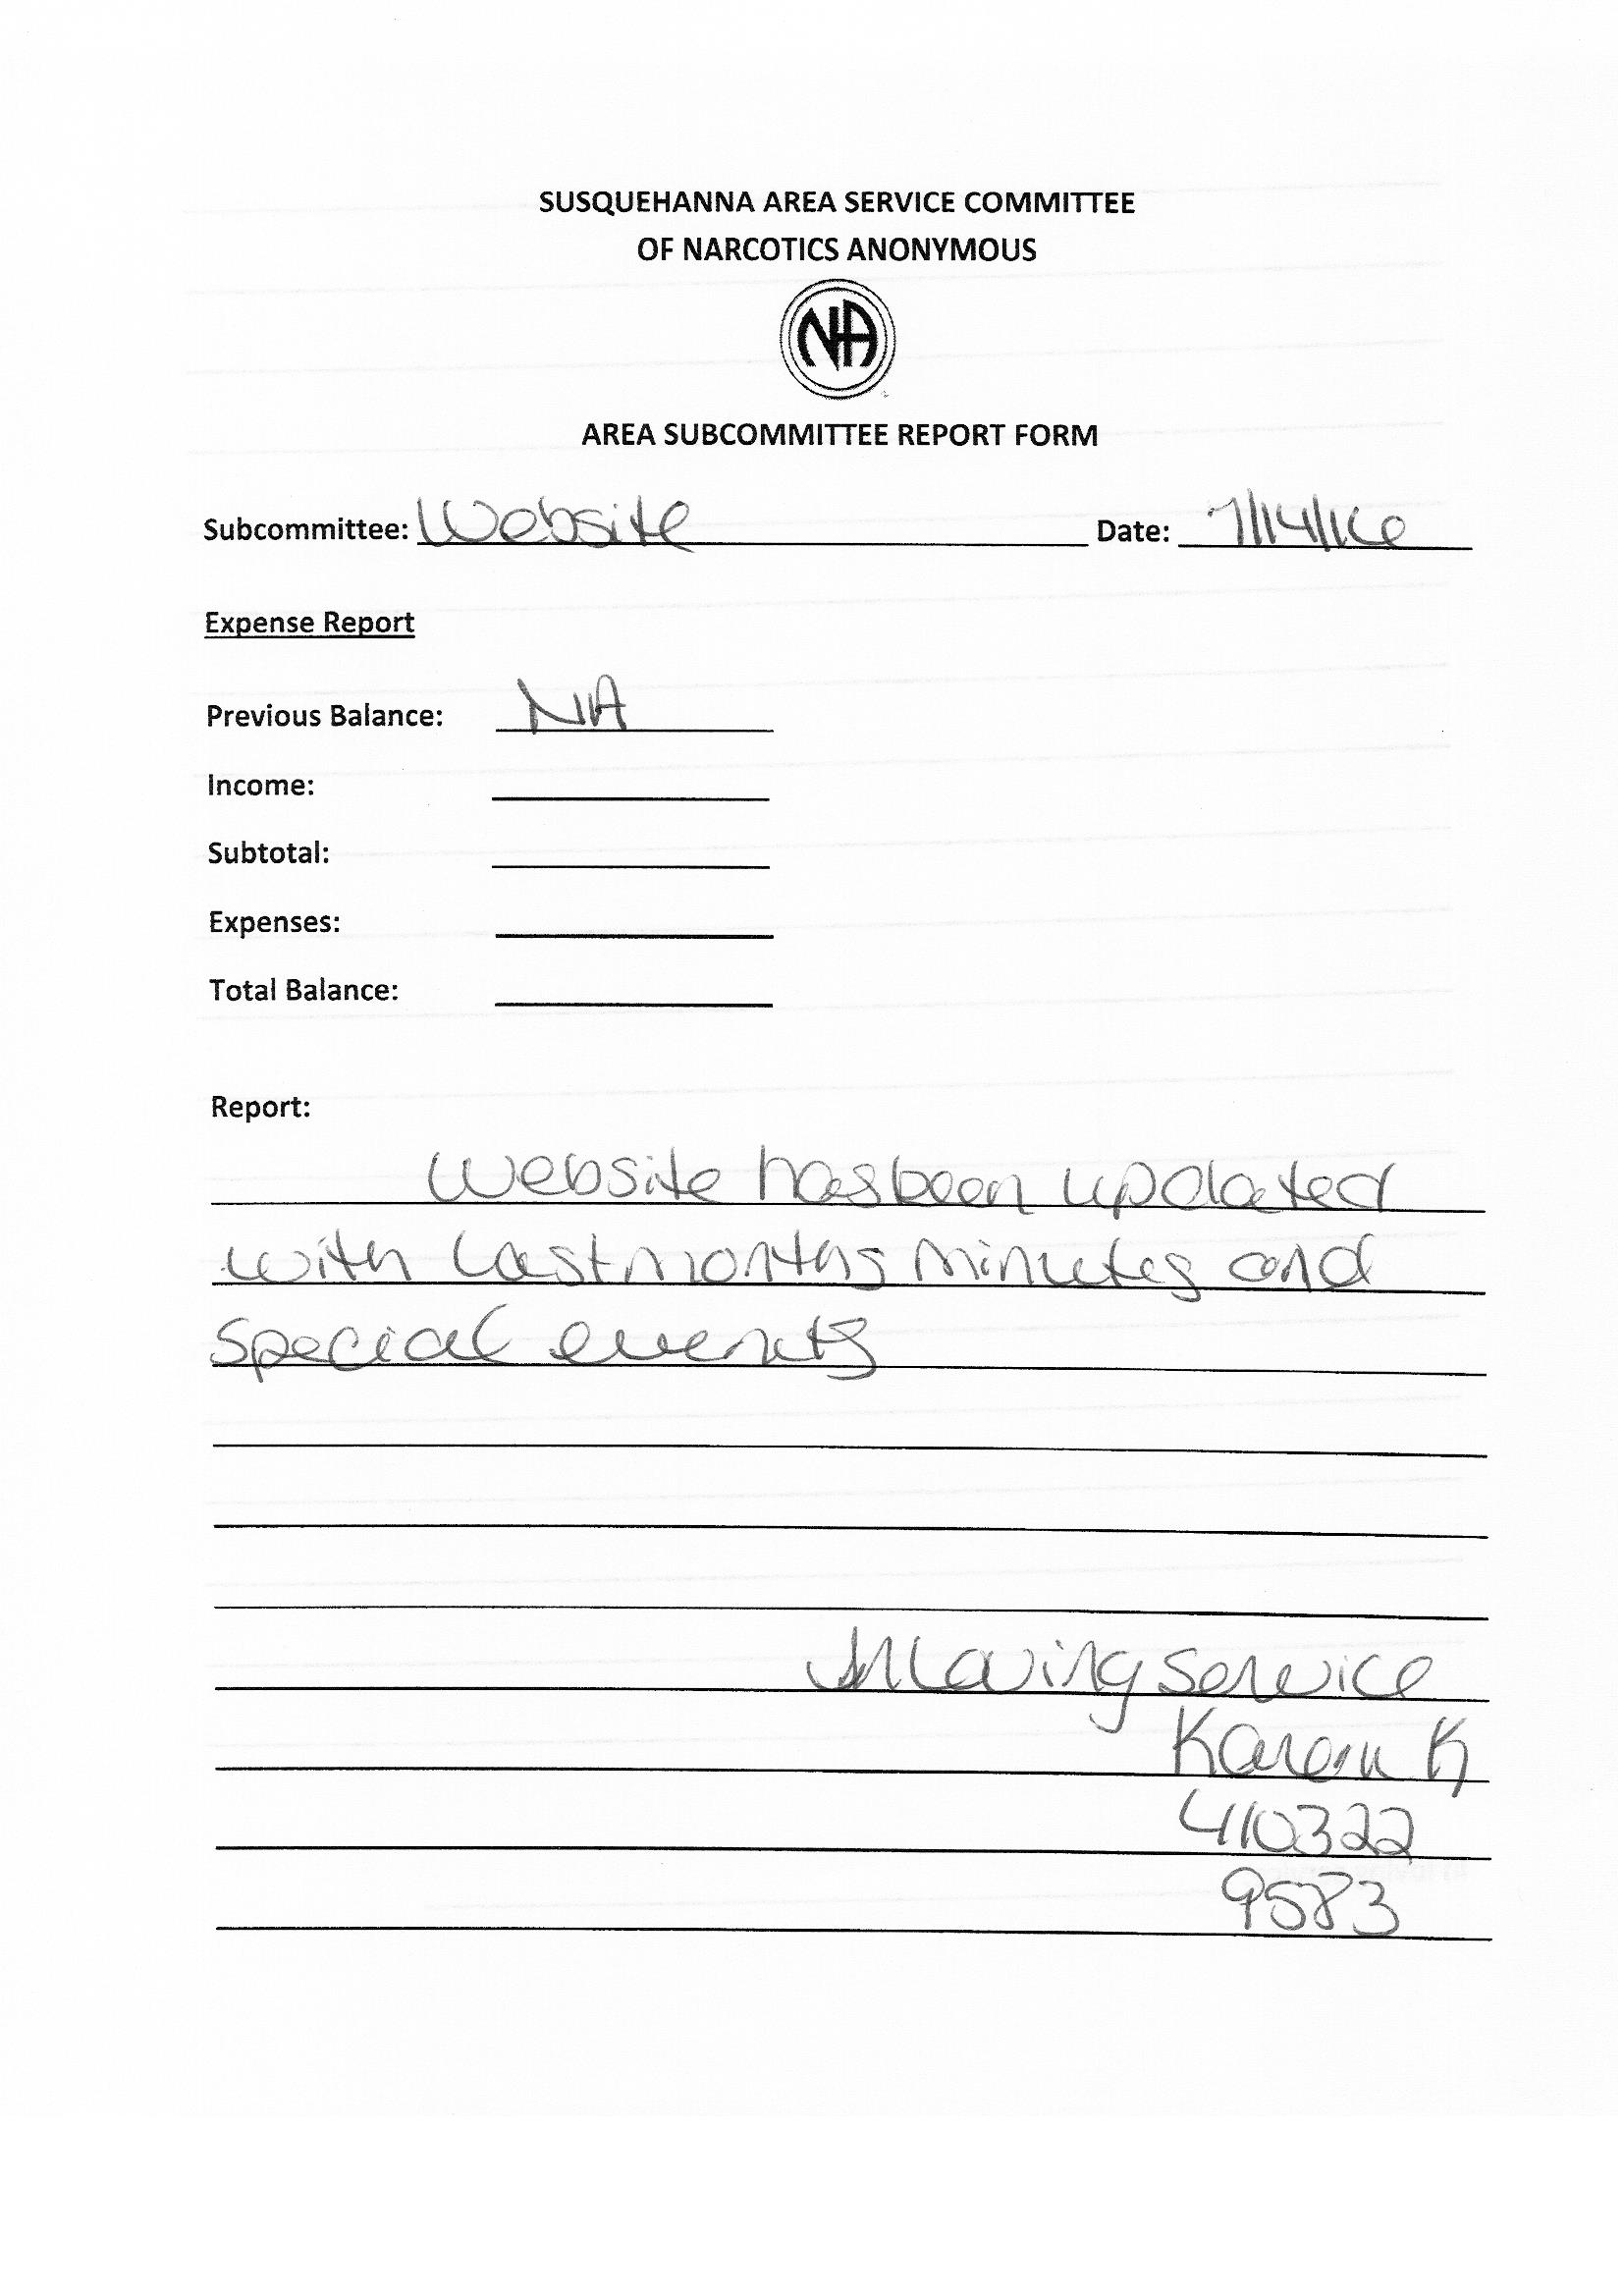 SUSQUEHANNA AREA SERVICE COMMITTEE
OF NARCOTICS ANONYMOUS
NA
AREA SUBCOMMITTEE REPORT FORM
Subcommittee: Website Date: 7/14/16
Expense Report
Previous Balance: NA
Income:
Subtotal:
Expenses:
Total Balance:
Report:
Website has been updated
with Last months minutes and
Special events
In Loving Service
Karen K
410322
9583